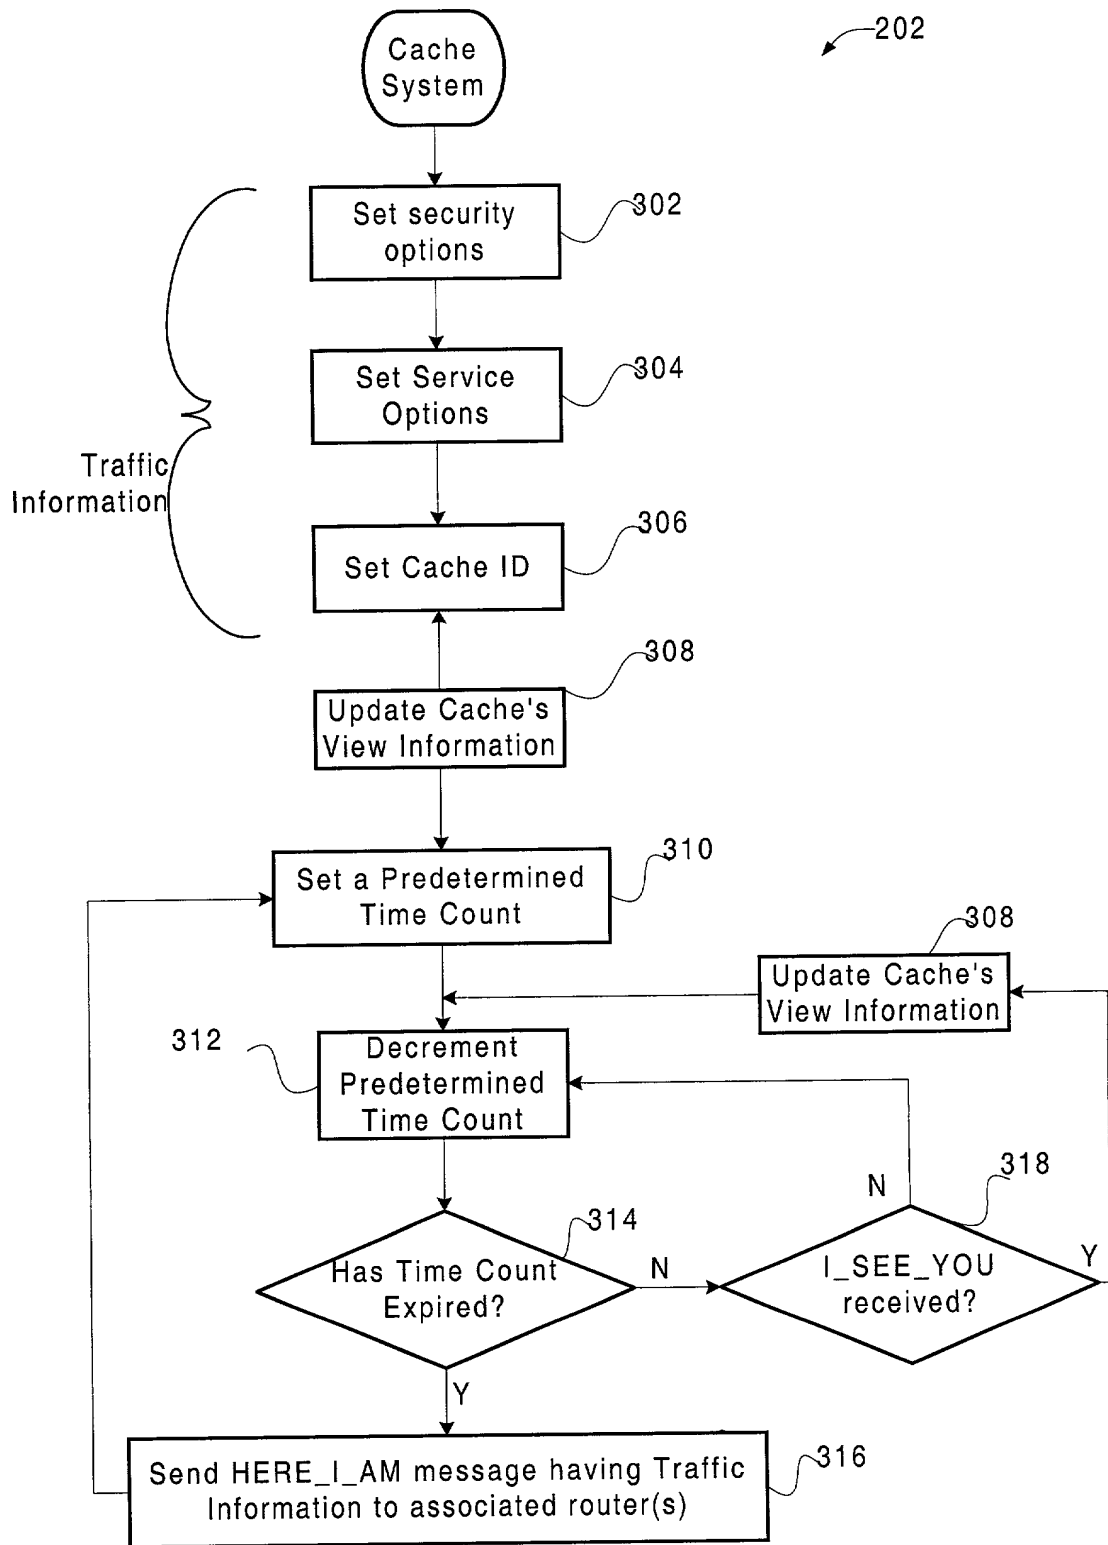 202
Cache
System
302
Set security
options
304
Set Service
Options
Traffic
Information
306
Set Cache ID
308
Update Cache's
View Information
310
Set a Predetermined
Time Count
308
Update Cache's
View Information
312
Decrement
Predetermined
Time Count
318
N
314
Has Time Count
Expired?
N
I_SEE_YOU
received?
Y
Y
316
Send HERE_I_AM message having Traffic
Information to associated router(s)